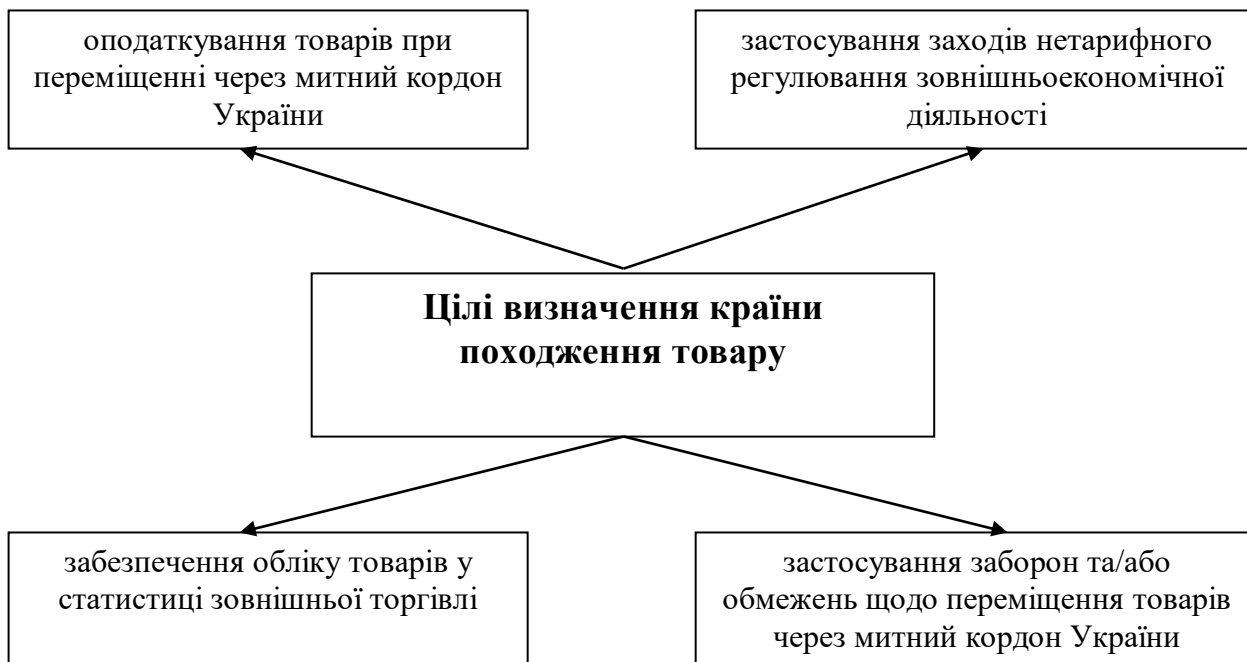 оподаткування товарів при
переміщенні через митний кордон
України
застосування заходів нетарифного
регулювання зовнішньоекономічної
діяльності
Цілі визначення країни
походження товару
забезпечення обліку товарів у
статистиці зовнішньої торгівлі
застосування заборон та/або
обмежень щодо переміщення товарів
через митний кордон України